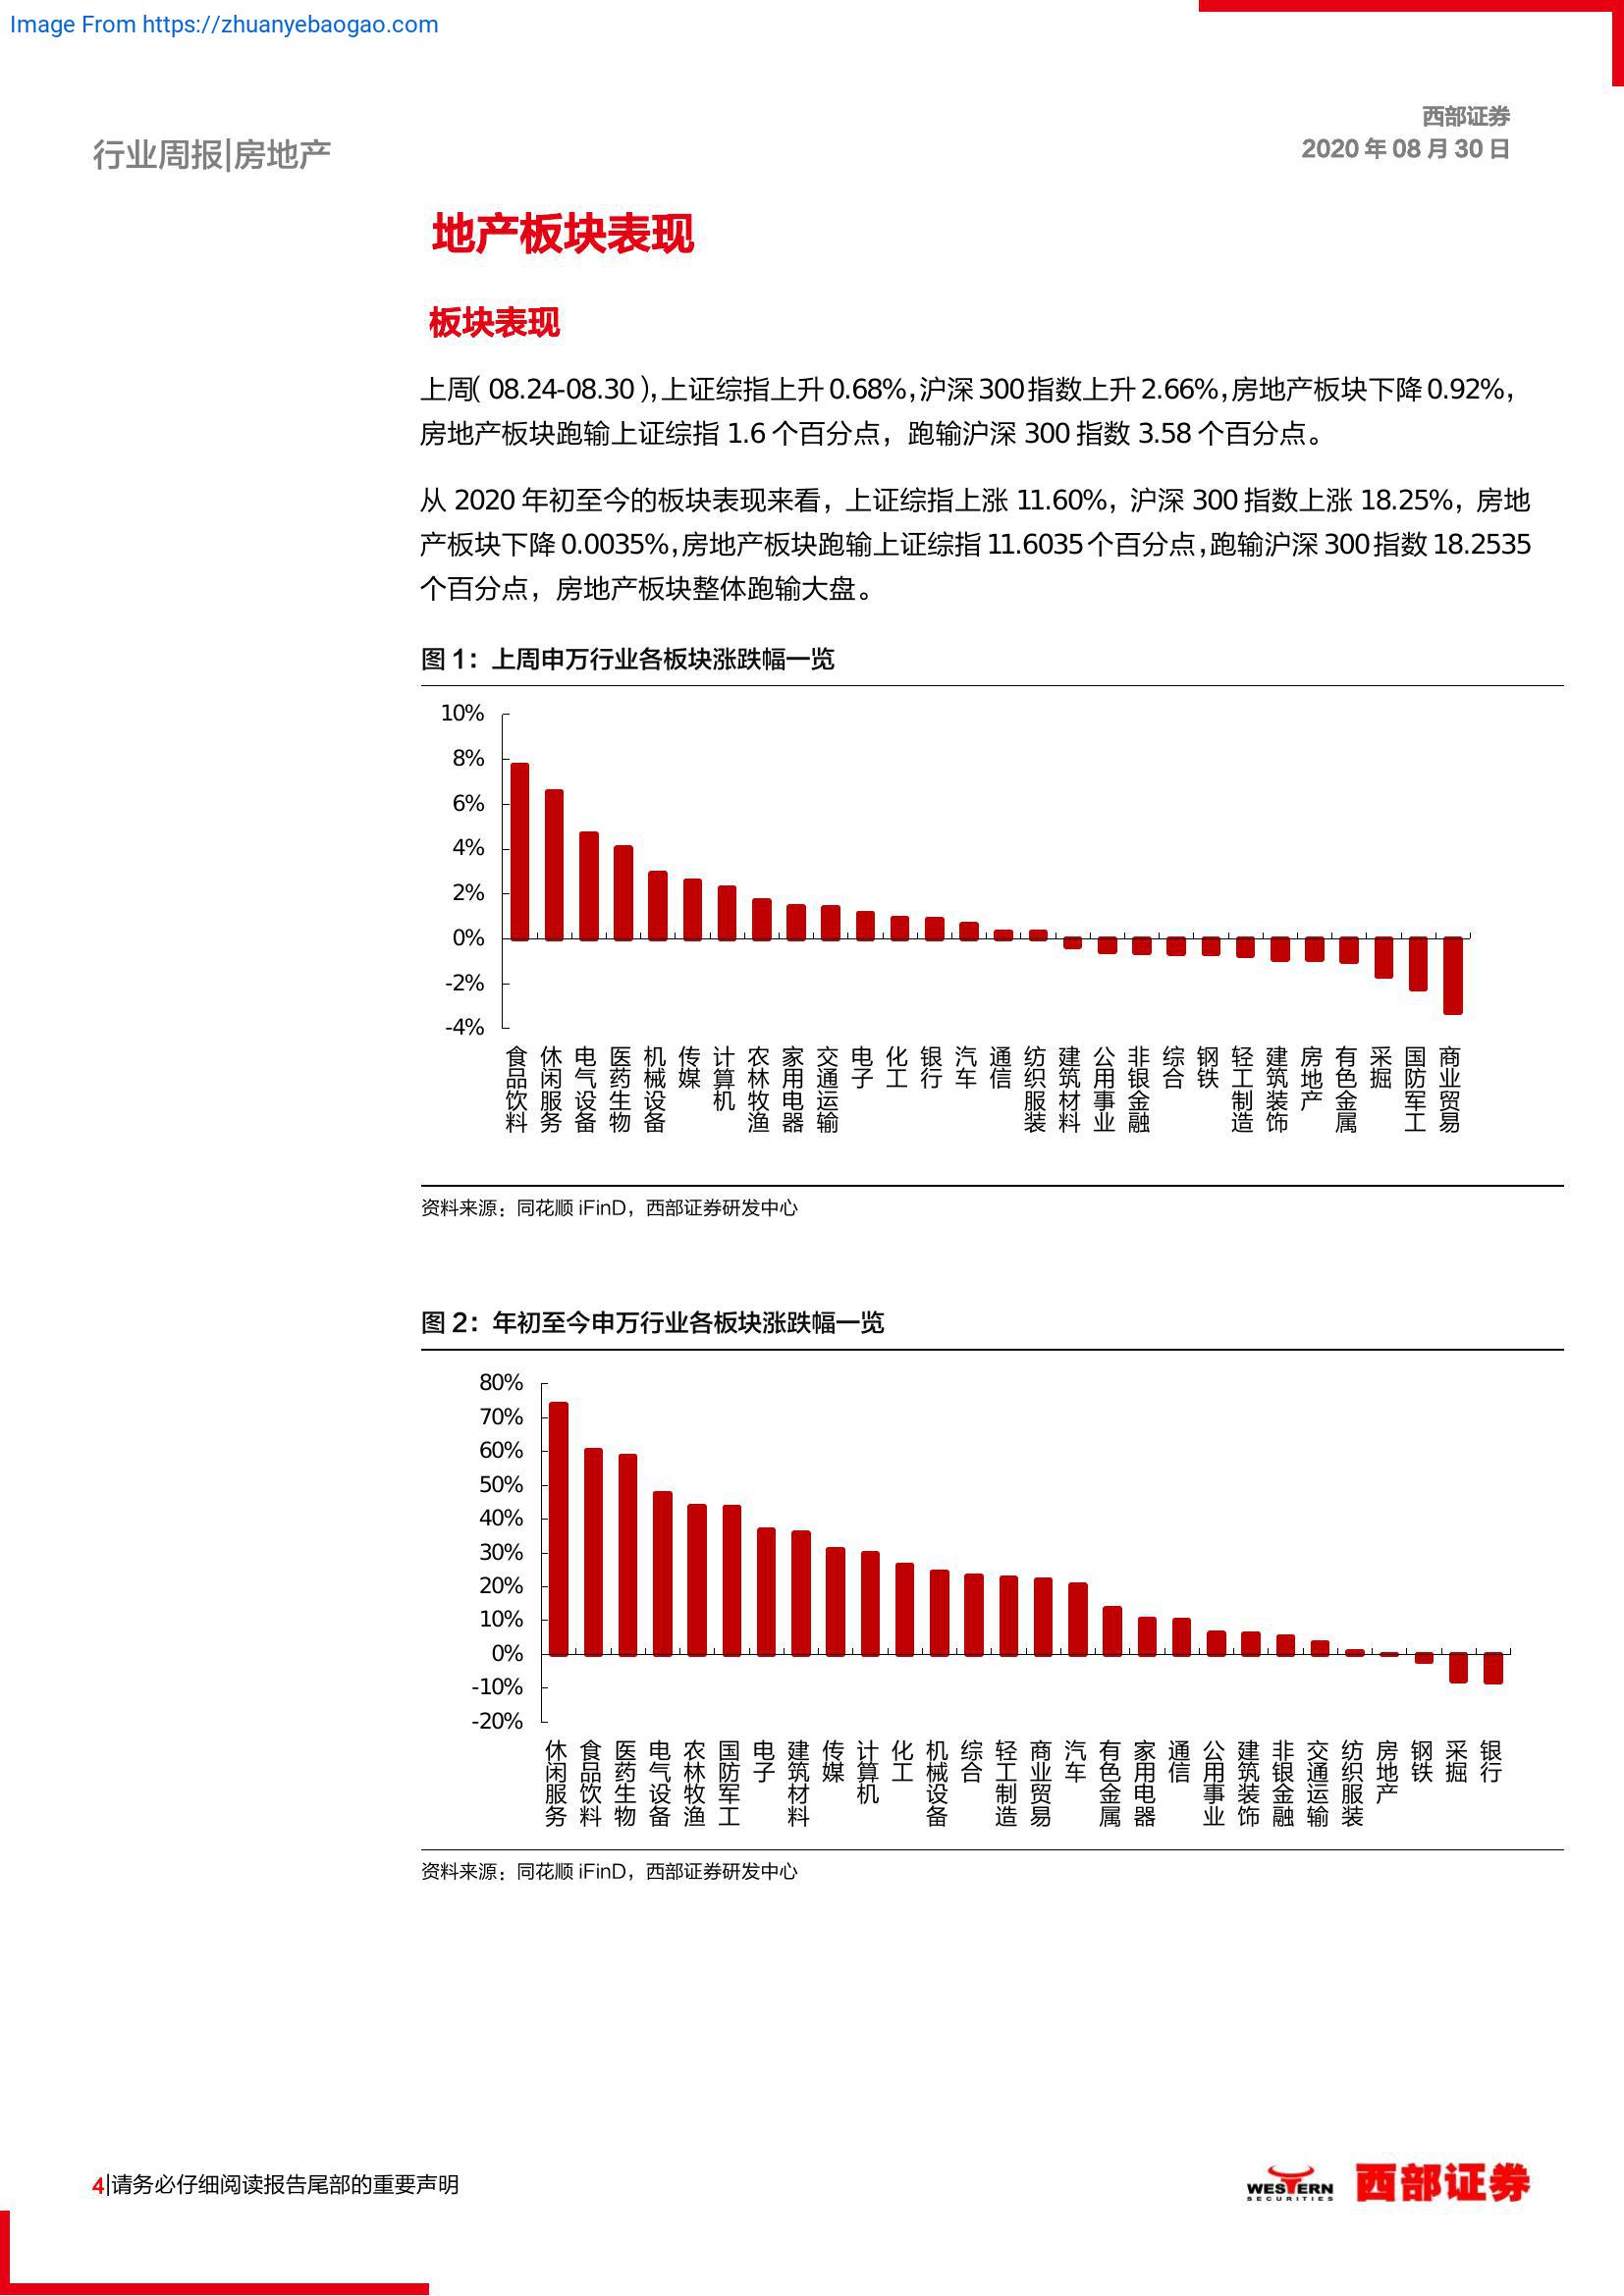 Image From https://zhuanyebaogao.com
西部证券
行业周报|房地产
2020 年 08 月 30 日
地产板块表现
板块表现
上周( 08.24-08.30 ),上证综指上升 0.68%,沪深 300 指数上升 2.66%,房地产板块下降 0.92%,
房地产板块跑输上证综指 1.6 个百分点，跑输沪深 300 指数 3.58 个百分点。
从 2020 年初至今的板块表现来看，上证综指上涨 11.60%，沪深 300 指数上涨 18.25%，房地
产板块下降 0.0035%,房地产板块跑输上证综指 11.6035 个百分点,跑输沪深 300 指数 18.2535
个百分点，房地产板块整体跑输大盘。
图 1：上周申万行业各板块涨跌幅一览
10%
8%
6%
4%
2%
0%
-2%
-4%
食品饮料
休闲服务
电气设备
医药生物
机械设备
传媒
计算机
农林牧渔
家用电器
交通运输
电子
化工
银行
汽车
通信
纺织服装
建筑材料
公用事业
非银金融
综合
钢铁
轻工制造
建筑装饰
房地产
有色金属
采掘
国防军工
商业贸易
资料来源：同花顺 iFinD，西部证券研发中心
图 2：年初至今申万行业各板块涨跌幅一览
80%
70%
60%
50%
40%
30%
20%
10%
0%
-10%
-20%
休闲服务
食品饮料
医药生物
电气设备
农林牧渔
国防军工
电子
建筑材料
传媒
计算机
化工
机械设备
综合
轻工制造
商业贸易
汽车
有色金属
家用电器
通信
公用事业
建筑装饰
非银金融
交通运输
纺织服装
房地产
钢铁
采掘
银行
资料来源：同花顺 iFinD，西部证券研发中心
4|请务必仔细阅读报告尾部的重要声明
WESTERN
SECURITIES
西部证券